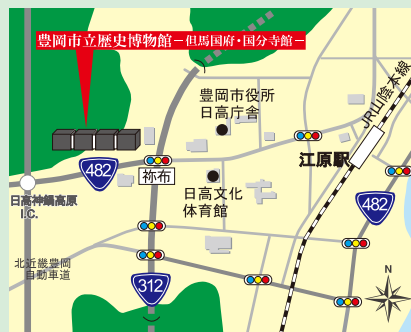 豊岡市立歴史博物館－但馬国府・国分寺館－
豊岡市役所
日高庁舎
JR山陰本線
江原駅
482
祢布
日高神鍋高原
I.C.
日高文化
体育館
482
北近畿豊岡
自動車道
312
N